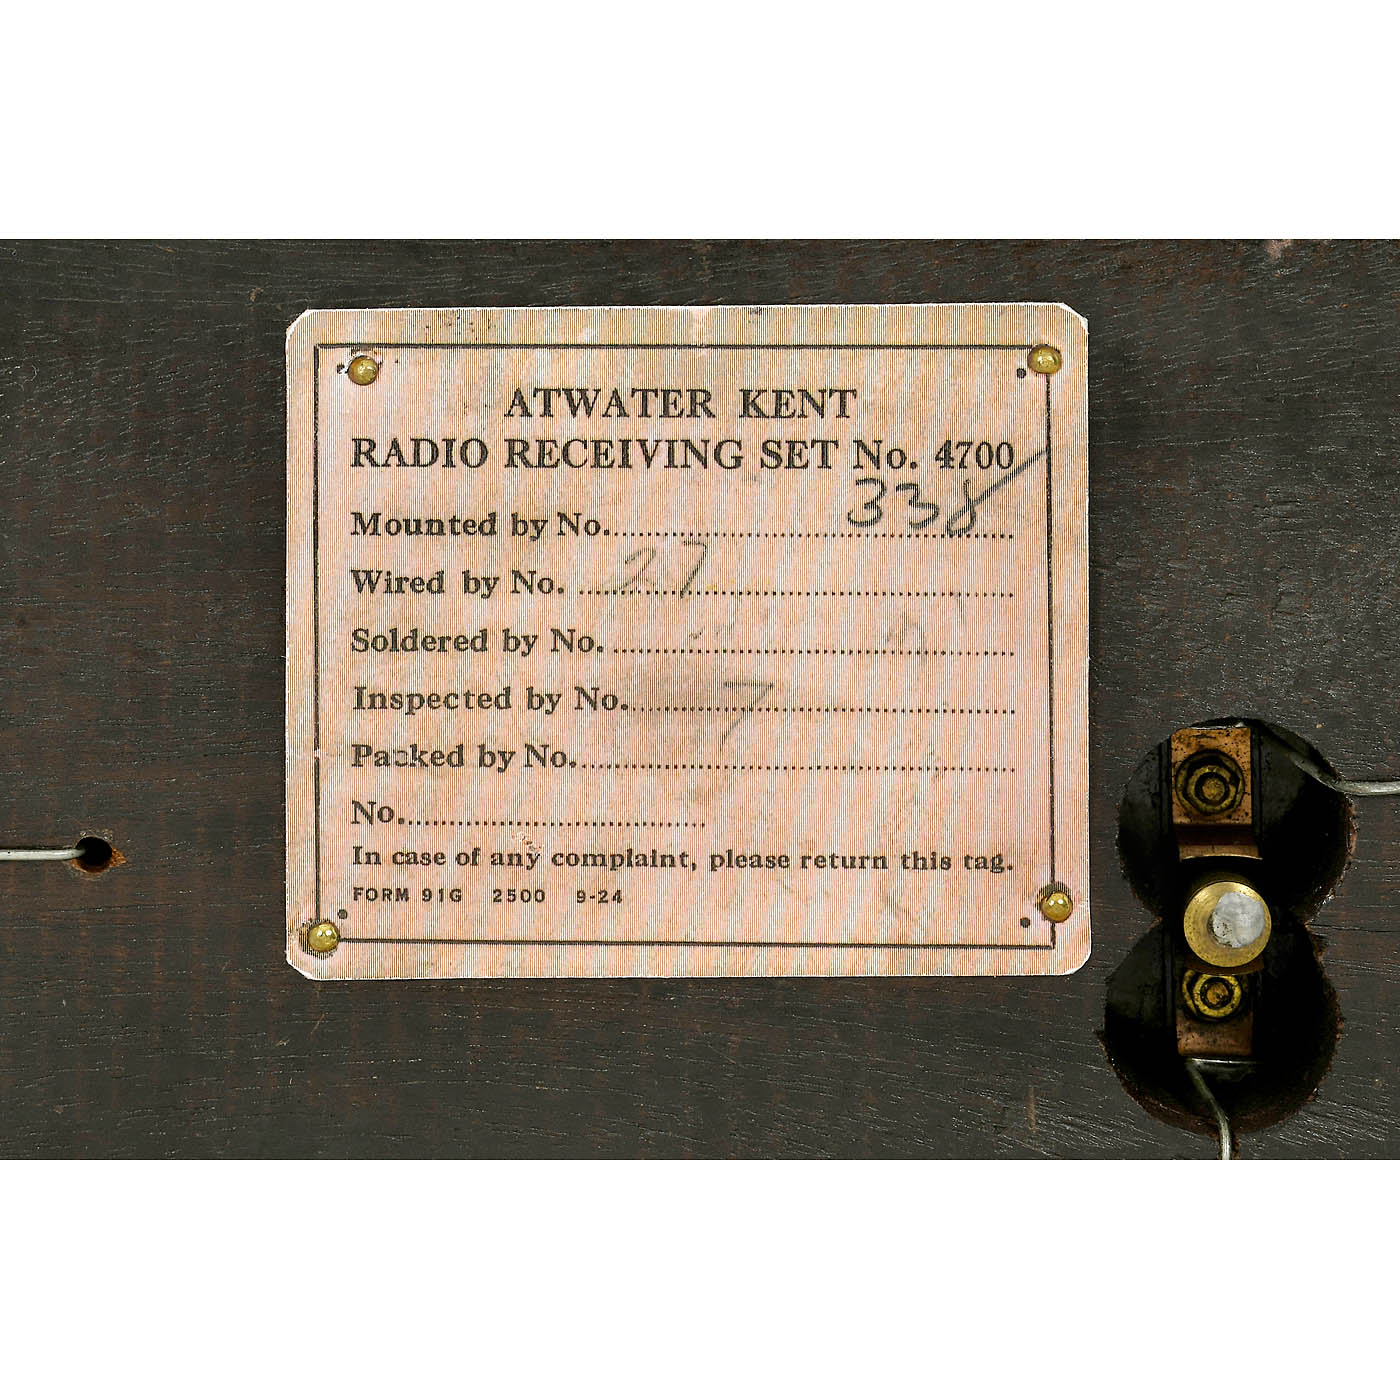 ATWATER KENT
RADIO RECEIVING SET No. 4700
Mounted by No. 338
Wired by No. 27
Soldered by No.
Inspected by No. 7
Packed by No.
No.
In case of any complaint, please return this tag.
FORM 91G 2500 9-24